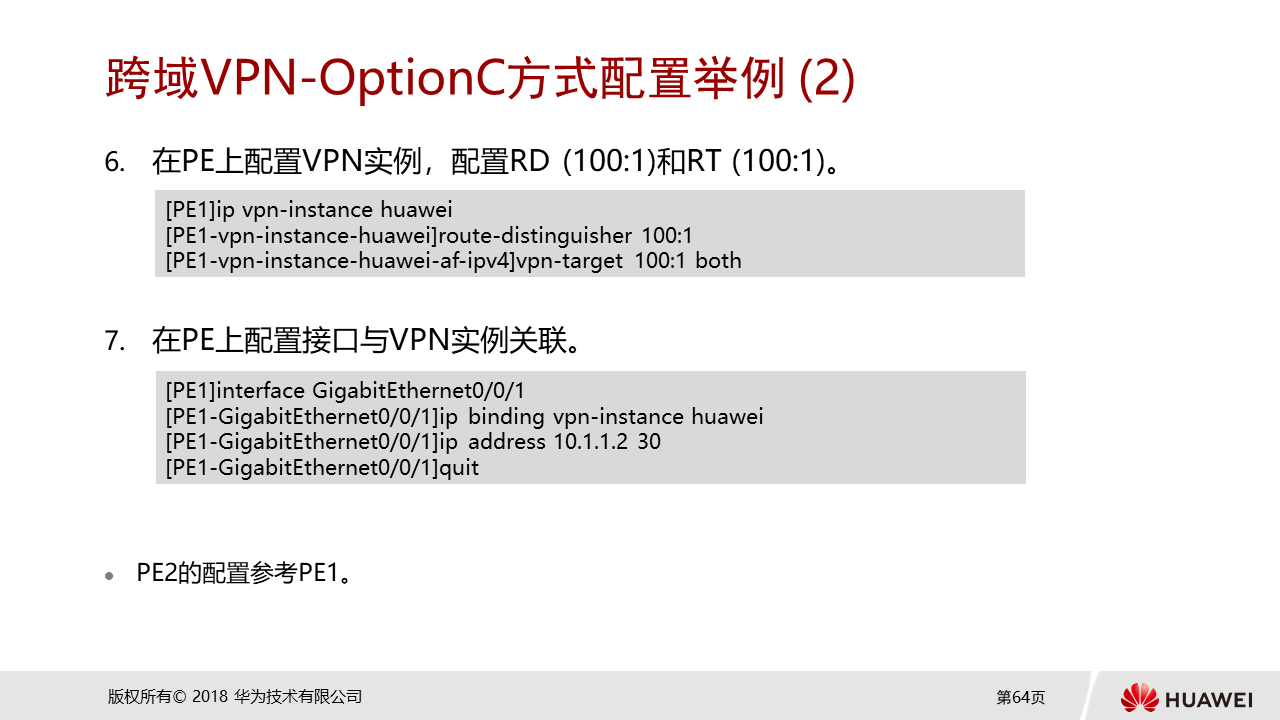 跨域VPN-OptionC方式配置举例 (2)
6. 在PE上配置VPN实例，配置RD (100:1)和RT (100:1)。
[PE1]ip vpn-instance huawei
[PE1-vpn-instance-huawei]route-distinguisher 100:1
[PE1-vpn-instance-huawei-af-ipv4]vpn-target 100:1 both
7. 在PE上配置接口与VPN实例关联。
[PE1]interface GigabitEthernet0/0/1
[PE1-GigabitEthernet0/0/1]ip binding vpn-instance huawei
[PE1-GigabitEthernet0/0/1]ip address 10.1.1.2 30
[PE1-GigabitEthernet0/0/1]quit
● PE2的配置参考PE1。
版权所有© 2018 华为技术有限公司
第64页
HUAWEI